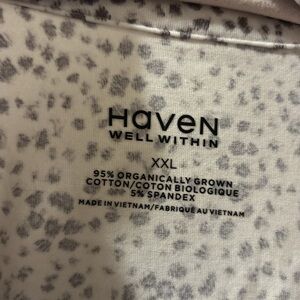 Haven
WELL WITHIN
XXL
95% ORGANICALLY GROWN
COTTON/COTON BIOLOGIQUE
5% SPANDEX
MADE IN VIETNAM/FABRIQUÉ AU VIETNAM